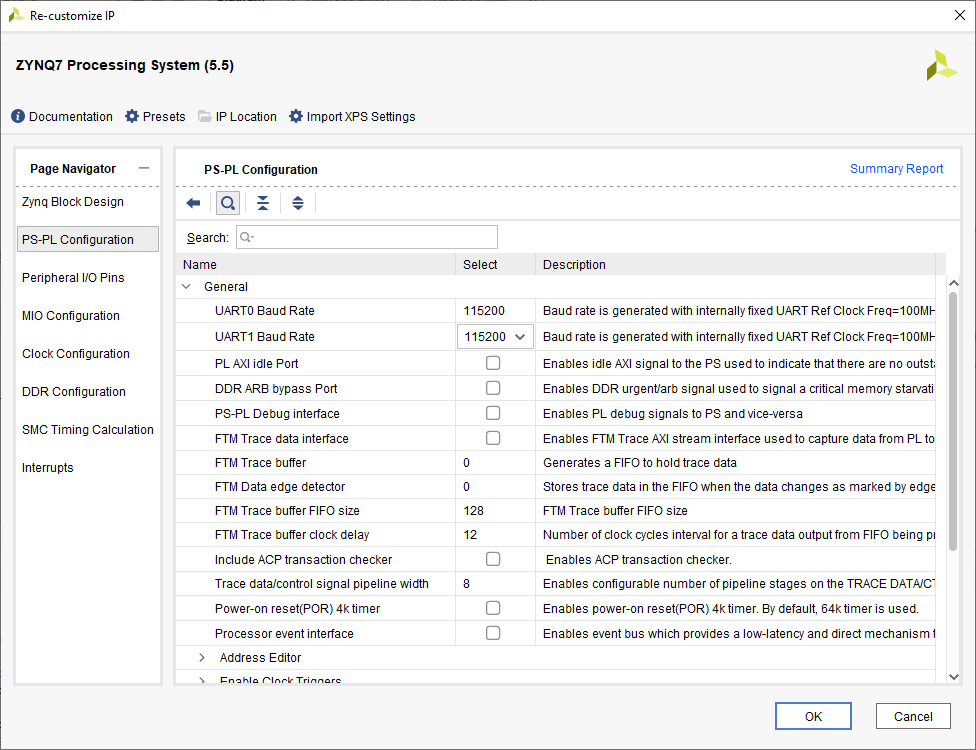 Re-customize IP
ZYNQ7 Processing System (5.5)
Documentation Presets IP Location Import XPS Settings
Page Navigator
Zynq Block Design
PS-PL Configuration
Peripheral I/O Pins
MIO Configuration
Clock Configuration
DDR Configuration
SMC Timing Calculation
Interrupts
PS-PL Configuration Summary Report
Search:
Name Select Description
General
UART0 Baud Rate 115200 Baud rate is generated with internally fixed UART Ref Clock Freq=100MH
UART1 Baud Rate 115200 Baud rate is generated with internally fixed UART Ref Clock Freq=100MH
PL AXI idle Port Enables idle AXI signal to the PS used to indicate that there are no outsta
DDR ARB bypass Port Enables DDR urgent/arb signal used to signal a critical memory starvati
PS-PL Debug interface Enables PL debug signals to PS and vice-versa
FTM Trace data interface Enables FTM Trace AXI stream interface used to capture data from PL to
FTM Trace buffer 0 Generates a FIFO to hold trace data
FTM Data edge detector 0 Stores trace data in the FIFO when the data changes as marked by edge
FTM Trace buffer FIFO size 128 FTM Trace buffer FIFO size
FTM Trace buffer clock delay 12 Number of clock cycles interval for a trace data output from FIFO being pr
Include ACP transaction checker Enables ACP transaction checker.
Trace data/control signal pipeline width 8 Enables configurable number of pipeline stages on the TRACE DATA/CT
Power-on reset(POR) 4k timer Enables power-on reset(POR) 4k timer. By default, 64k timer is used.
Processor event interface Enables event bus which provides a low-latency and direct mechanism t
Address Editor
Enable Clock Triggers
OK Cancel